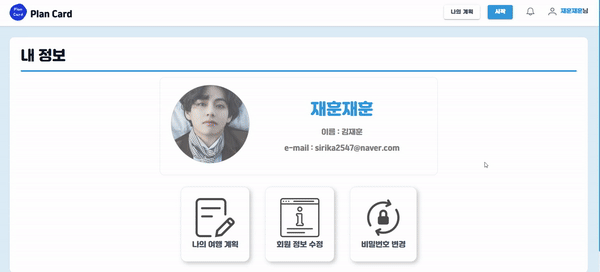 Plan Card
Plan Card
나의 계획
시작
재훈재훈님
내 정보
재훈재훈
이름 : 김재훈
e-mail : sirika2547@naver.com
나의 여행 계획
회원 정보 수정
비밀번호 변경